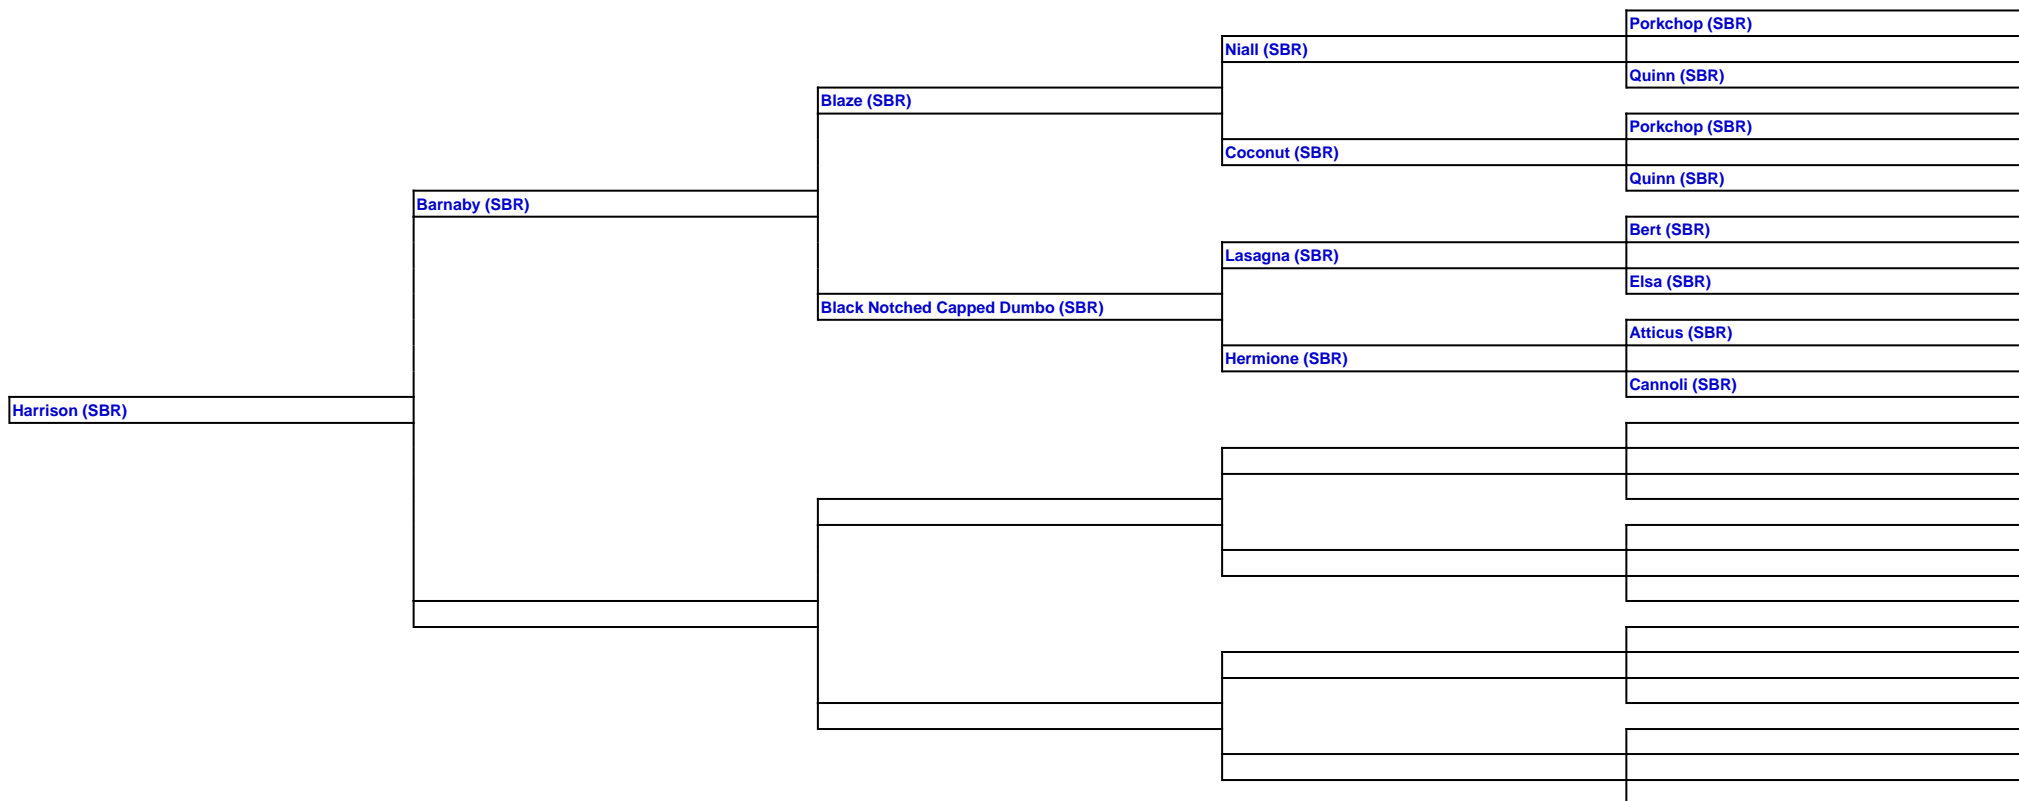 Porkchop (SBR)
Niall (SBR)
Quinn (SBR)
Blaze (SBR)
Porkchop (SBR)
Coconut (SBR)
Quinn (SBR)
Barnaby (SBR)
Bert (SBR)
Lasagna (SBR)
Elsa (SBR)
Black Notched Capped Dumbo (SBR)
Atticus (SBR)
Hermione (SBR)
Cannoli (SBR)
Harrison (SBR)